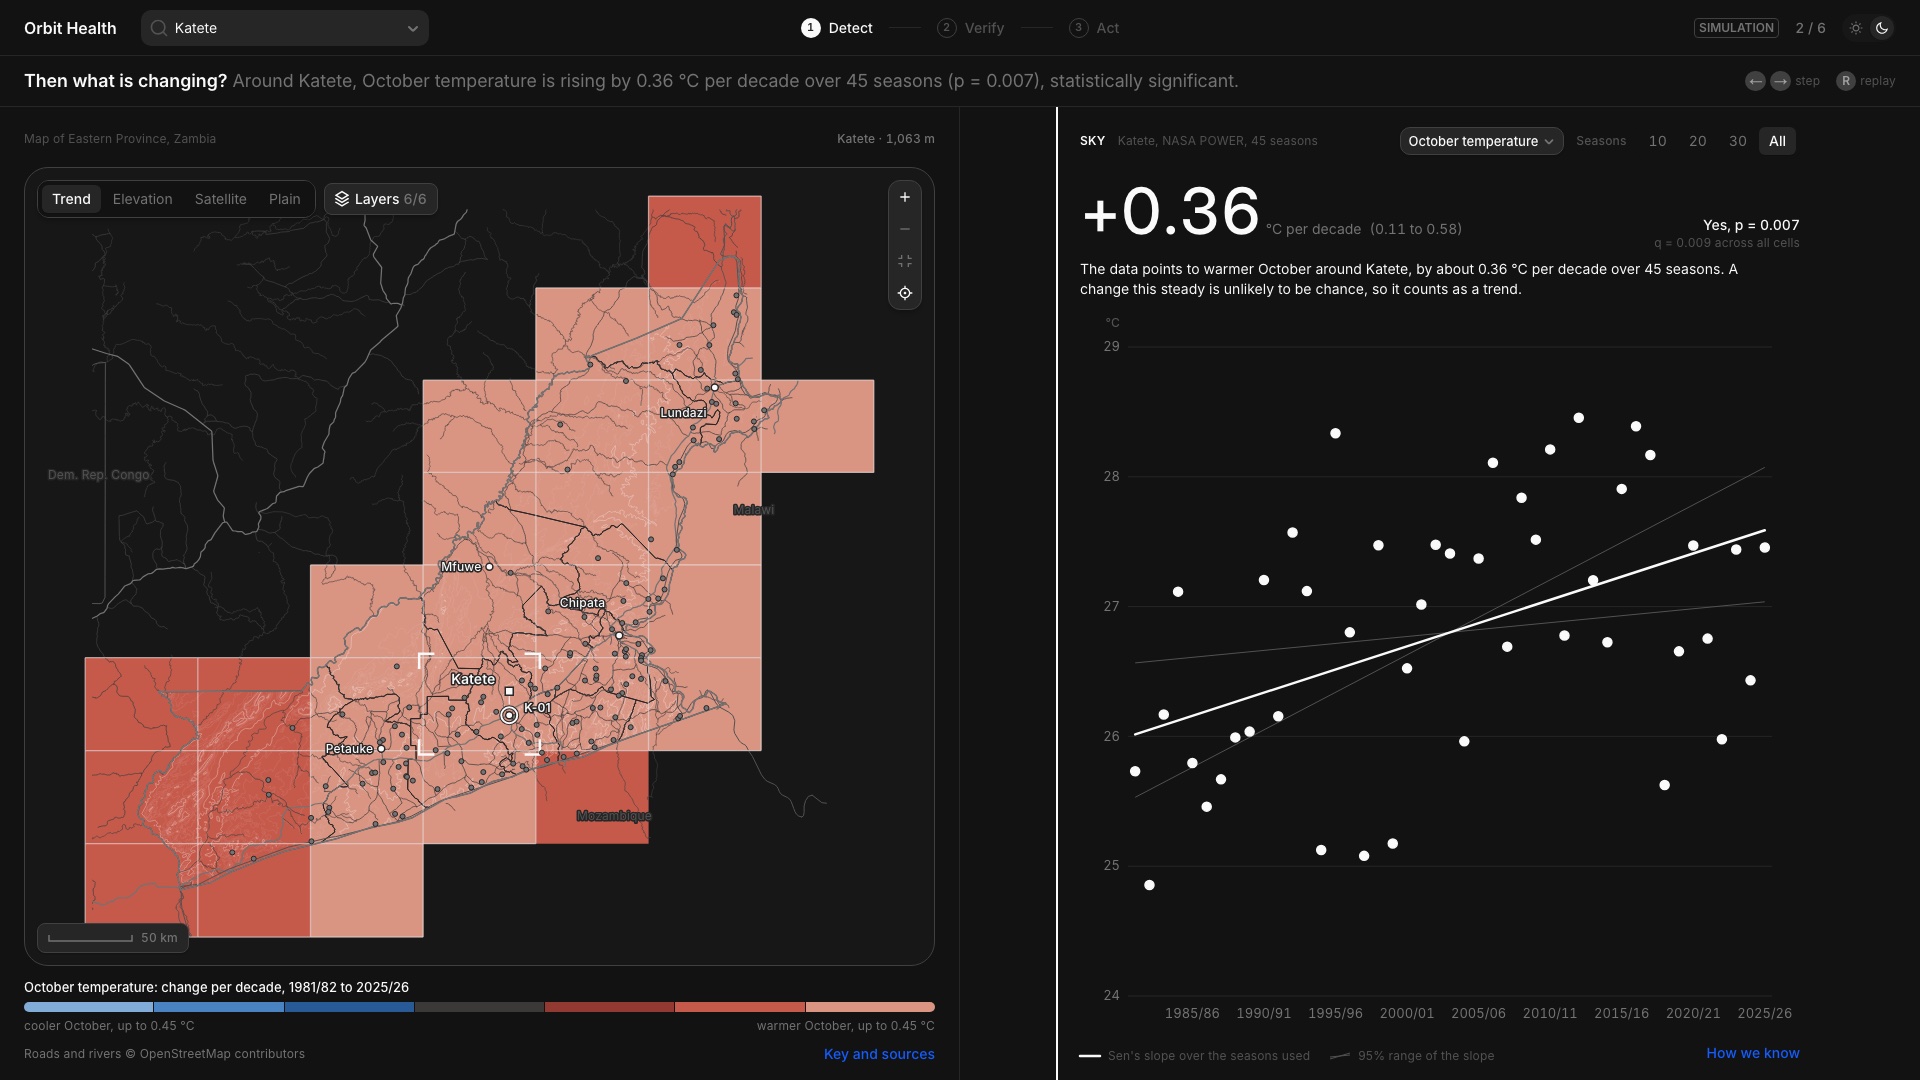 Orbit Health
Katete
1 Detect
2 Verify
3 Act
SIMULATION
2 / 6
Then what is changing? Around Katete, October temperature is rising by 0.36 °C per decade over 45 seasons (p = 0.007), statistically significant.
← → step
R replay
Map of Eastern Province, Zambia
Katete · 1,063 m
Trend
Elevation
Satellite
Plain
Layers 6/6
+
−
Lundazi
Dem. Rep. Congo
Malawi
Mfuwe
Chipata
Katete
K-01
Petauke
Mozambique
50 km
October temperature: change per decade, 1981/82 to 2025/26
cooler October, up to 0.45 °C
warmer October, up to 0.45 °C
Roads and rivers © OpenStreetMap contributors
Key and sources
SKY Katete, NASA POWER, 45 seasons
October temperature
Seasons
10
20
30
All
+0.36 °C per decade (0.11 to 0.58)
Yes, p = 0.007
q = 0.009 across all cells
The data points to warmer October around Katete, by about 0.36 °C per decade over 45 seasons. A
change this steady is unlikely to be chance, so it counts as a trend.
°C
29
28
27
26
25
24
1985/86
1990/91
1995/96
2000/01
2005/06
2010/11
2015/16
2020/21
2025/26
Sen's slope over the seasons used
95% range of the slope
How we know